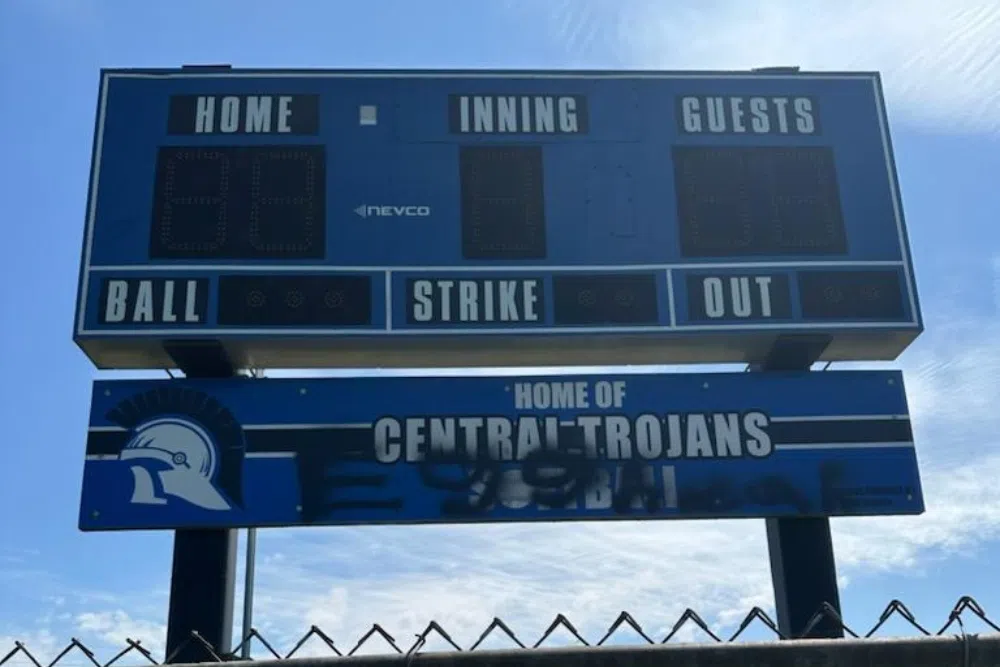 HOME INNING GUESTS
NEVCO
BALL STRIKE OUT
HOME OF
CENTRAL TROJANS